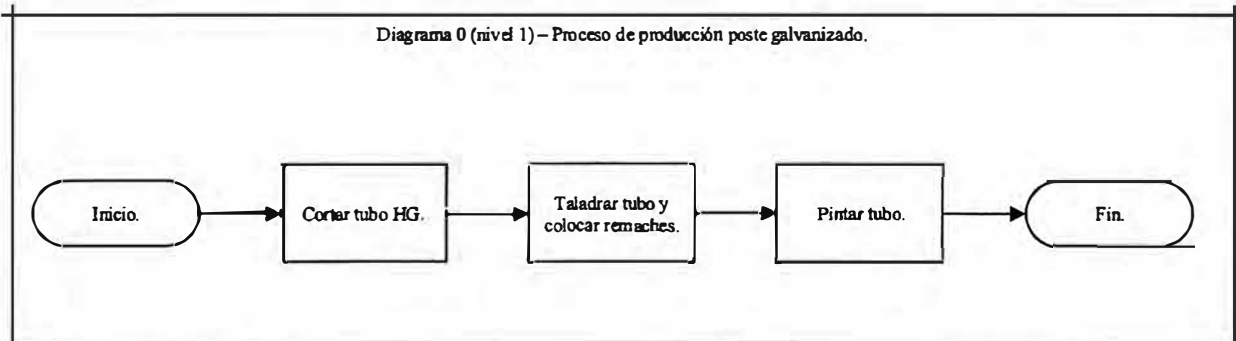 Diagrama 0 (nivel 1) – Proceso de producción poste galvanizado.
Inicio.
Cortar tubo HG.
Taladrar tubo y
colocar remaches.
Pintar tubo.
Fin.